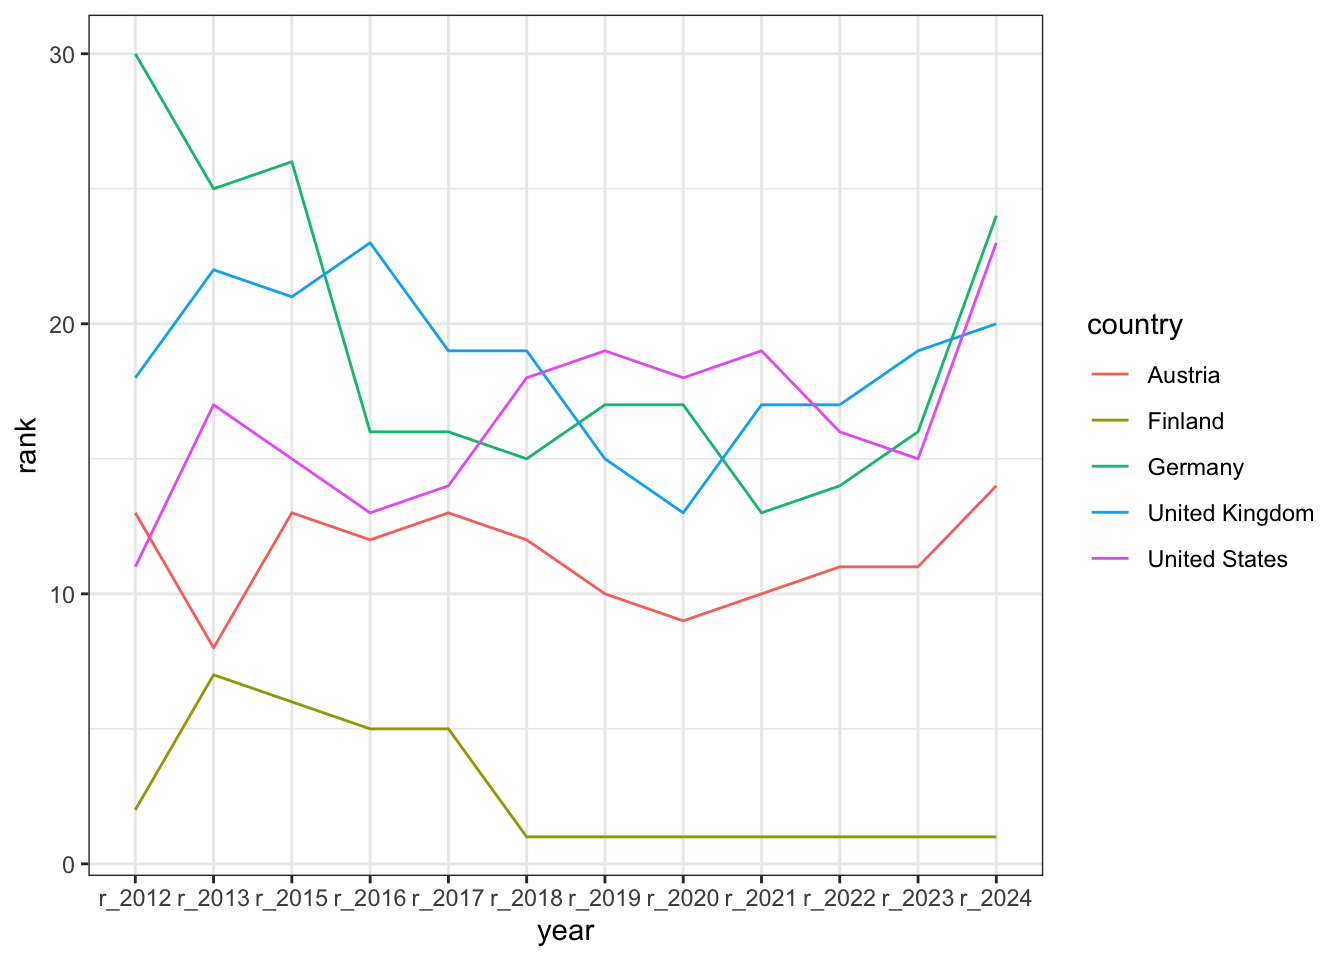 30
20
10
0
rank
r_2012 r_2013 r_2015 r_2016 r_2017 r_2018 r_2019 r_2020 r_2021 r_2022 r_2023 r_2024
year
country
Austria
Finland
Germany
United Kingdom
United States